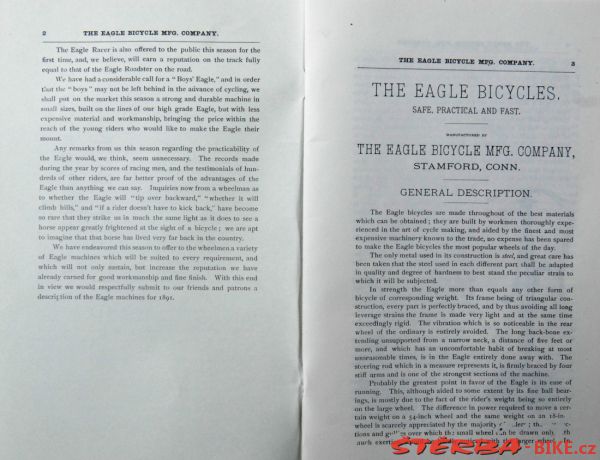 2 THE EAGLE BICYCLE MFG. COMPANY.
The Eagle Racer is also offered to the public this season for the
first time, and, we believe, will earn a reputation on the track fully
equal to that of the Eagle Roadster on the road.
We have had a considerable call for a "Boys' Eagle," and in order
that the "boys" may not be left behind in the advance of cycling, we
shall put on the market this season a strong and durable machine in
small sizes, built on the lines of our high grade Eagle, but with less
expensive material and workmanship, bringing the price within the
reach of the young riders who would like to make the Eagle their
mount.
Any remarks from us this season regarding the practicability of
the Eagle would, we think, seem unnecessary. The records made
during the year by scores of racing men, and the testimonials of hun-
dreds of other riders, are far better proof of the advantages of the
Eagle than anything we can say. Inquiries now from a wheelman as
to whether the Eagle will "tip over backward," "whether it will
climb hills," and "if a rider doesn't have to kick back," have become
so rare that they strike us in much the same light as it does to see a
horse appear greatly frightened at the sight of a bicycle; we are apt
to imagine that that horse has lived very far back in the country.
We have endeavored this season to offer to the wheelmen a variety
of Eagle machines which will be suited to every requirement, and
which will not only sustain, but increase the reputation we have
already earned for good workmanship and fine finish. With this end
in view we would respectfully submit to our friends and patrons a
description of the Eagle machines for 1891.
THE EAGLE BICYCLE MFG. COMPANY. 3
THE EAGLE BICYCLES.
SAFE, PRACTICAL AND FAST.
MANUFACTURED BY
THE EAGLE BICYCLE MFG. COMPANY,
STAMFORD, CONN.
GENERAL DESCRIPTION.
The Eagle bicycles are made throughout of the best materials
which can be obtained; they are built by workmen thoroughly expe-
rienced in the art of cycle making, and aided by the finest and most
expensive machinery known to the trade, no expense has been spared
to make the Eagle bicycles the most popular wheels of the day.
The only metal used in its construction is steel, and great care has
been taken that the steel used in each different part shall be adapted
in quality and degree of hardness to best stand the peculiar strain to
which it will be subjected.
In strength the Eagle more than equals any other form of
bicycle of corresponding weight. Its frame being of triangular con-
struction, every part is perfectly braced, and by thus avoiding all long
leverage strains the frame is made very light and at the same time
exceedingly rigid. The vibration which is so noticeable in the rear
wheel of the ordinary is entirely avoided. The long back-bone ex-
tending unsupported from a narrow neck, a distance of five feet or
more, and which has an uncomfortable habit of breaking at most
unseasonable times, is in the Eagle entirely done away with. The
steering rod which in a measure represents it, is firmly braced by four
stiff arms and is one of the strongest sections of the machine.
Probably the greatest point in favor of the Eagle is its ease of
running. This, although aided to some extent by its fine ball bear-
ings, is mostly due to the fact of the rider's weight being so entirely
on the large wheel. The difference in power required to move a cer-
tain weight on a 54-inch wheel and the same weight on an 18-in
wheel is scarcely appreciated by the majority
tions and over which the small wheel can be drawn only
much with the larger wheel. In
STERBA-BIKE.cz